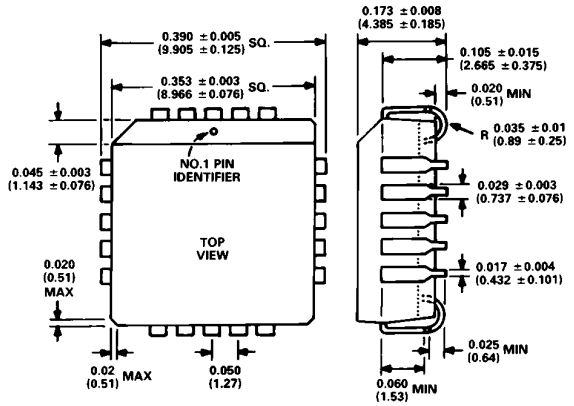 0.173 ± 0.008
(4.385 ± 0.185)
0.390 ± 0.005 SQ.
(9.905 ± 0.125)
0.105 ± 0.015
(2.665 ± 0.375)
0.353 ± 0.003 SQ.
(8.966 ± 0.076)
0.020 MIN
(0.51)
R 0.035 ± 0.01
(0.89 ± 0.25)
NO.1 PIN
IDENTIFIER
0.045 ± 0.003
(1.143 ± 0.076)
0.029 ± 0.003
(0.737 ± 0.076)
TOP
VIEW
0.020
(0.51)
MAX
0.017 ± 0.004
(0.432 ± 0.101)
0.025 MIN
(0.64)
0.02 MAX
(0.51)
0.050
(1.27)
0.060 MIN
(1.53)